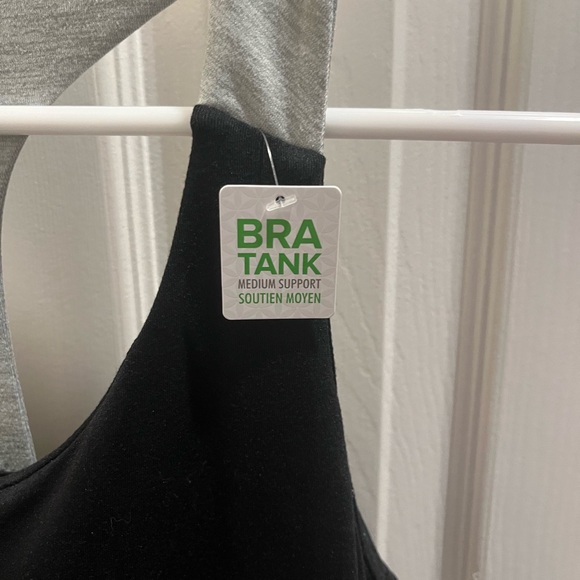 BRA
TANK
MEDIUM SUPPORT
SOUTIEN MOYEN